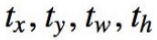 t_x, t_y, t_w, t_h